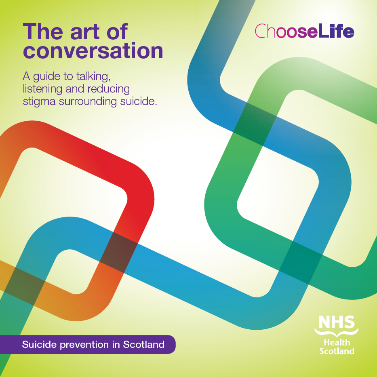 The art of
conversation
ChooseLife
A guide to talking,
listening and reducing
stigma surrounding suicide.
NHS
Health
Scotland
Suicide prevention in Scotland